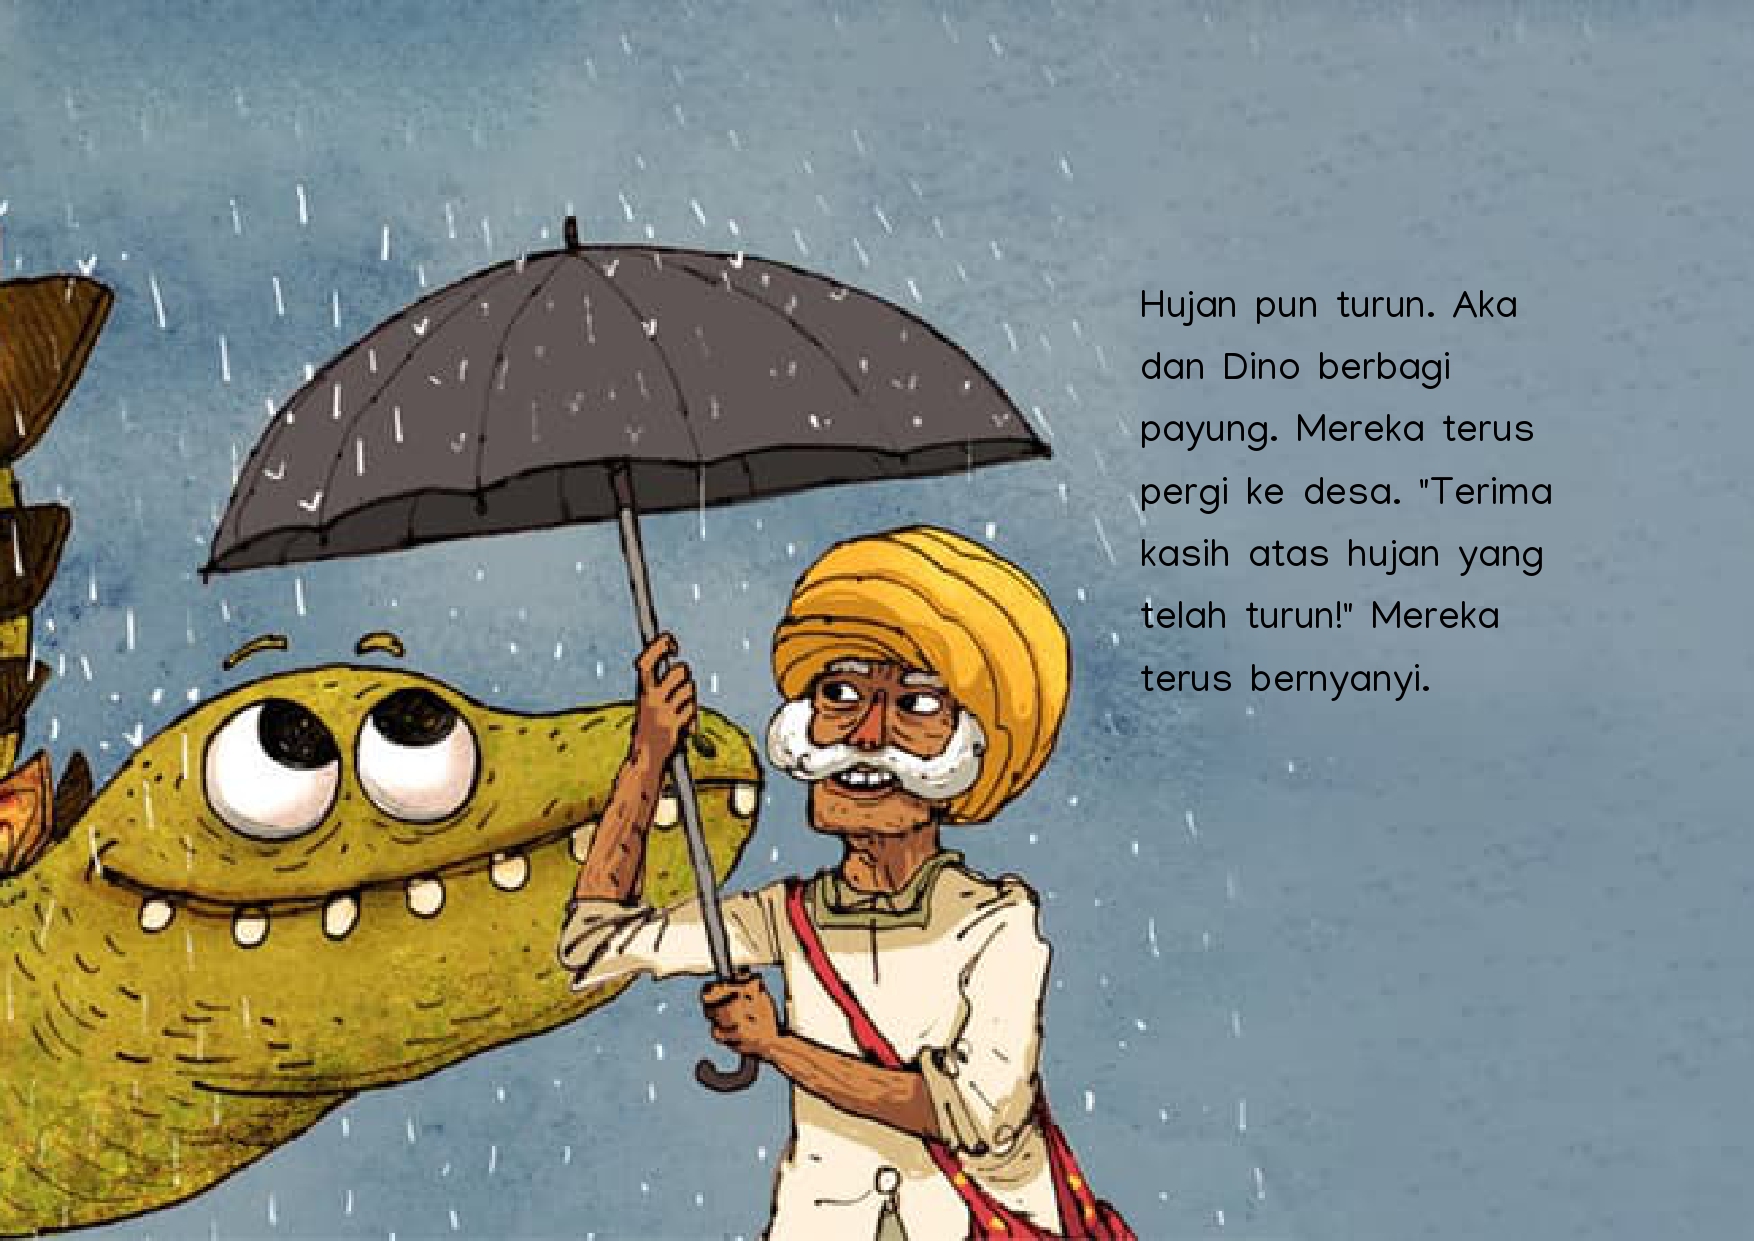 Hujan pun turun. Aka
dan Dino berbagi
payung. Mereka terus
pergi ke desa. "Terima
kasih atas hujan yang
telah turun!" Mereka
terus bernyanyi.